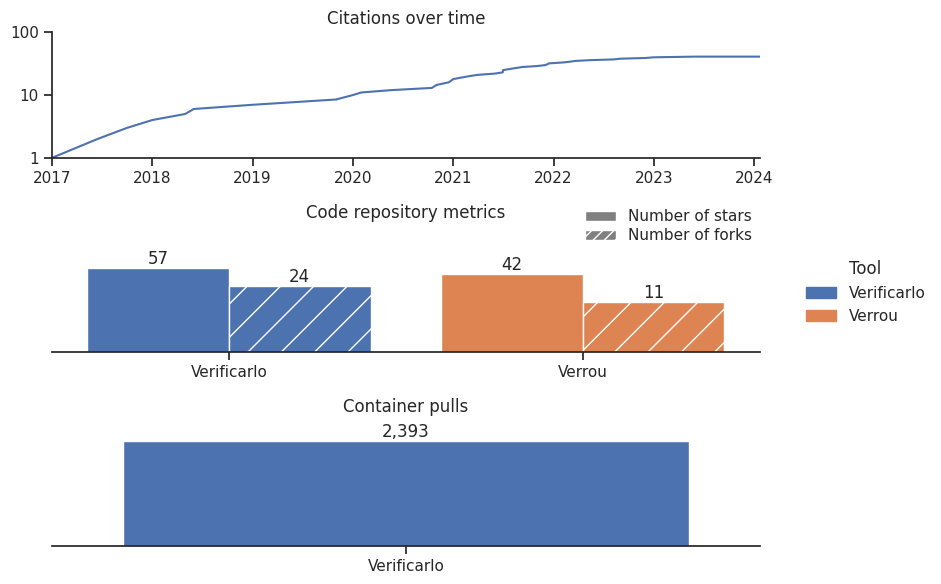 Citations over time
100
10
1
2017 2018 2019 2020 2021 2022 2023 2024
Code repository metrics
Number of stars
Number of forks
57 24 42 11
Verificarlo Verrou
Tool
Verificarlo
Verrou
Container pulls
2,393
Verificarlo